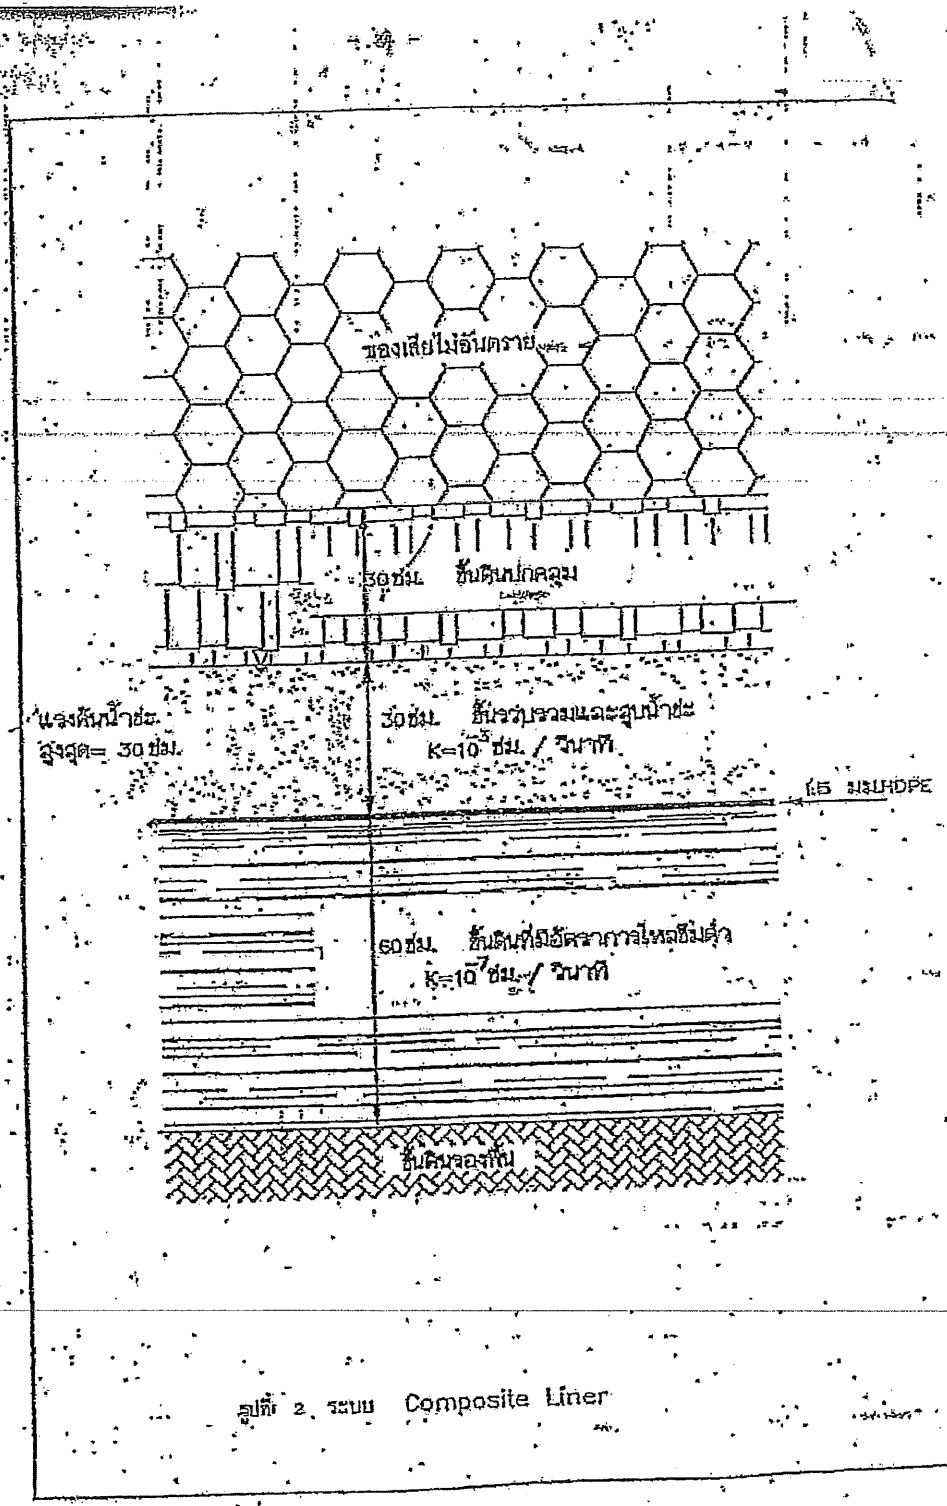 ของเสียไม่อันตราย
30 ซม. ชั้นดินปกคลุม
แรงดันน้ำชะ
สูงสุด= 30 ซม.
30 ซม. ชั้นรวบรวมและสูบน้ำชะ
K=10⁻³ ซม. / วินาที
1.5 มม.HDPE
60 ซม. ชั้นดินที่มีอัตราการไหลซึมต่ำ
K=10⁻⁷ ซม. / วินาที
ชั้นดินรองพื้น
รูปที่ 2. ระบบ Composite Liner